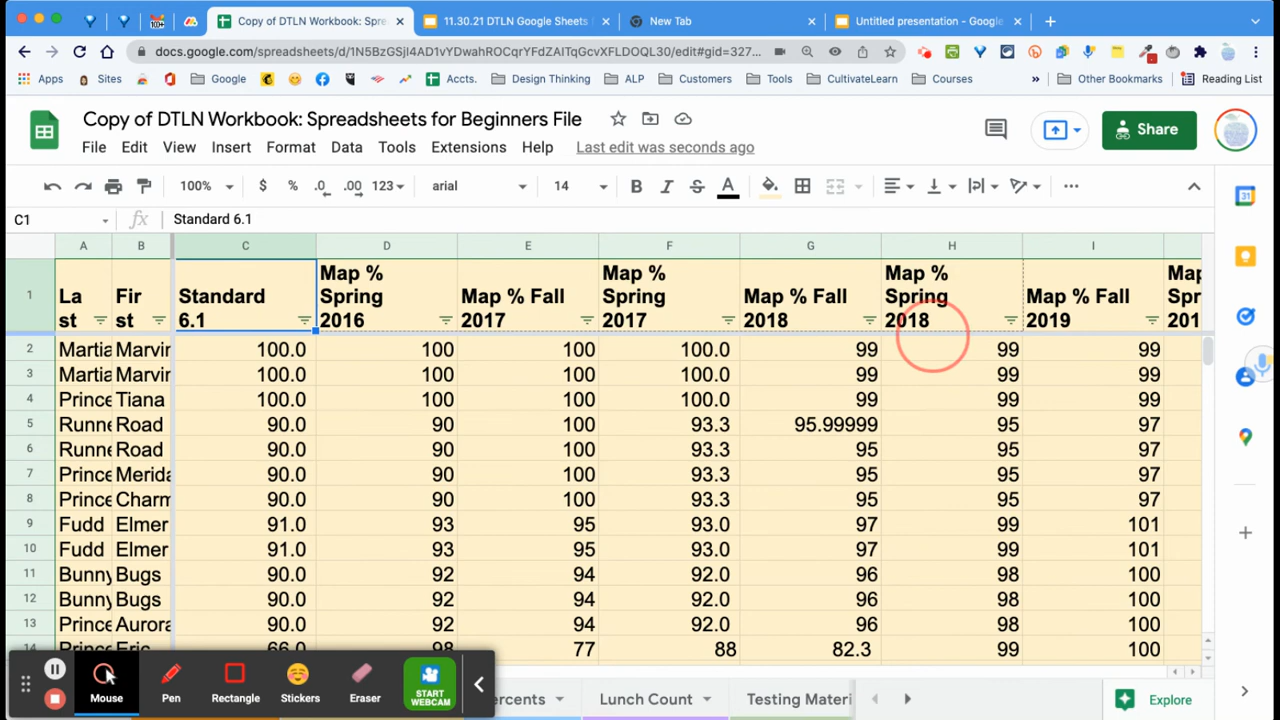 Copy of DTLN Workbook: Spre
11.30.21 DTLN Google Sheets f
New Tab
Untitled presentation - Google
docs.google.com/spreadsheets/d/1N5BzGSjI4AD1vYDwahROCqrYFdZAITqGcvXFLDOQL30/edit#gid=327...
Apps
Sites
Google
Accts.
Design Thinking
ALP
Customers
Tools
CultivateLearn
Courses
»
Other Bookmarks
Reading List
Copy of DTLN Workbook: Spreadsheets for Beginners File
Share
File Edit View Insert Format Data Tools Extensions Help Last edit was seconds ago
100% $ % .0 .00 123 arial 14 B I S A
C1 fx Standard 6.1
A B C D E F G H I
1
La
st
Fir
st
Standard
6.1
Map %
Spring
2016
Map % Fall
2017
Map %
Spring
2017
Map % Fall
2018
Map %
Spring
2018
Map % Fall
2019
Map
Spr
201
2 Martia Marvin 100.0 100 100 100.0 99 99 99
3 Martia Marvin 100.0 100 100 100.0 99 99 99
4 Prince Tiana 100.0 100 100 100.0 99 99 99
5 Runne Road 90.0 90 100 93.3 95.99999 95 97
6 Runne Road 90.0 90 100 93.3 95 95 97
7 Prince Merida 90.0 90 100 93.3 95 95 97
8 Prince Charm 90.0 90 100 93.3 95 95 97
9 Fudd Elmer 91.0 93 95 93.0 97 99 101
10 Fudd Elmer 91.0 93 95 93.0 97 99 101
11 Bunny Bugs 90.0 92 94 92.0 96 98 100
12 Bunny Bugs 90.0 92 94 92.0 96 98 100
13 Prince Aurora 90.0 92 94 92.0 96 98 100
14 Prince Eric 66.0 77 88 82.3 99 100
Mouse
Pen
Rectangle
Stickers
Eraser
START
WEBCAM
ercents
Lunch Count
Testing Materi
Explore